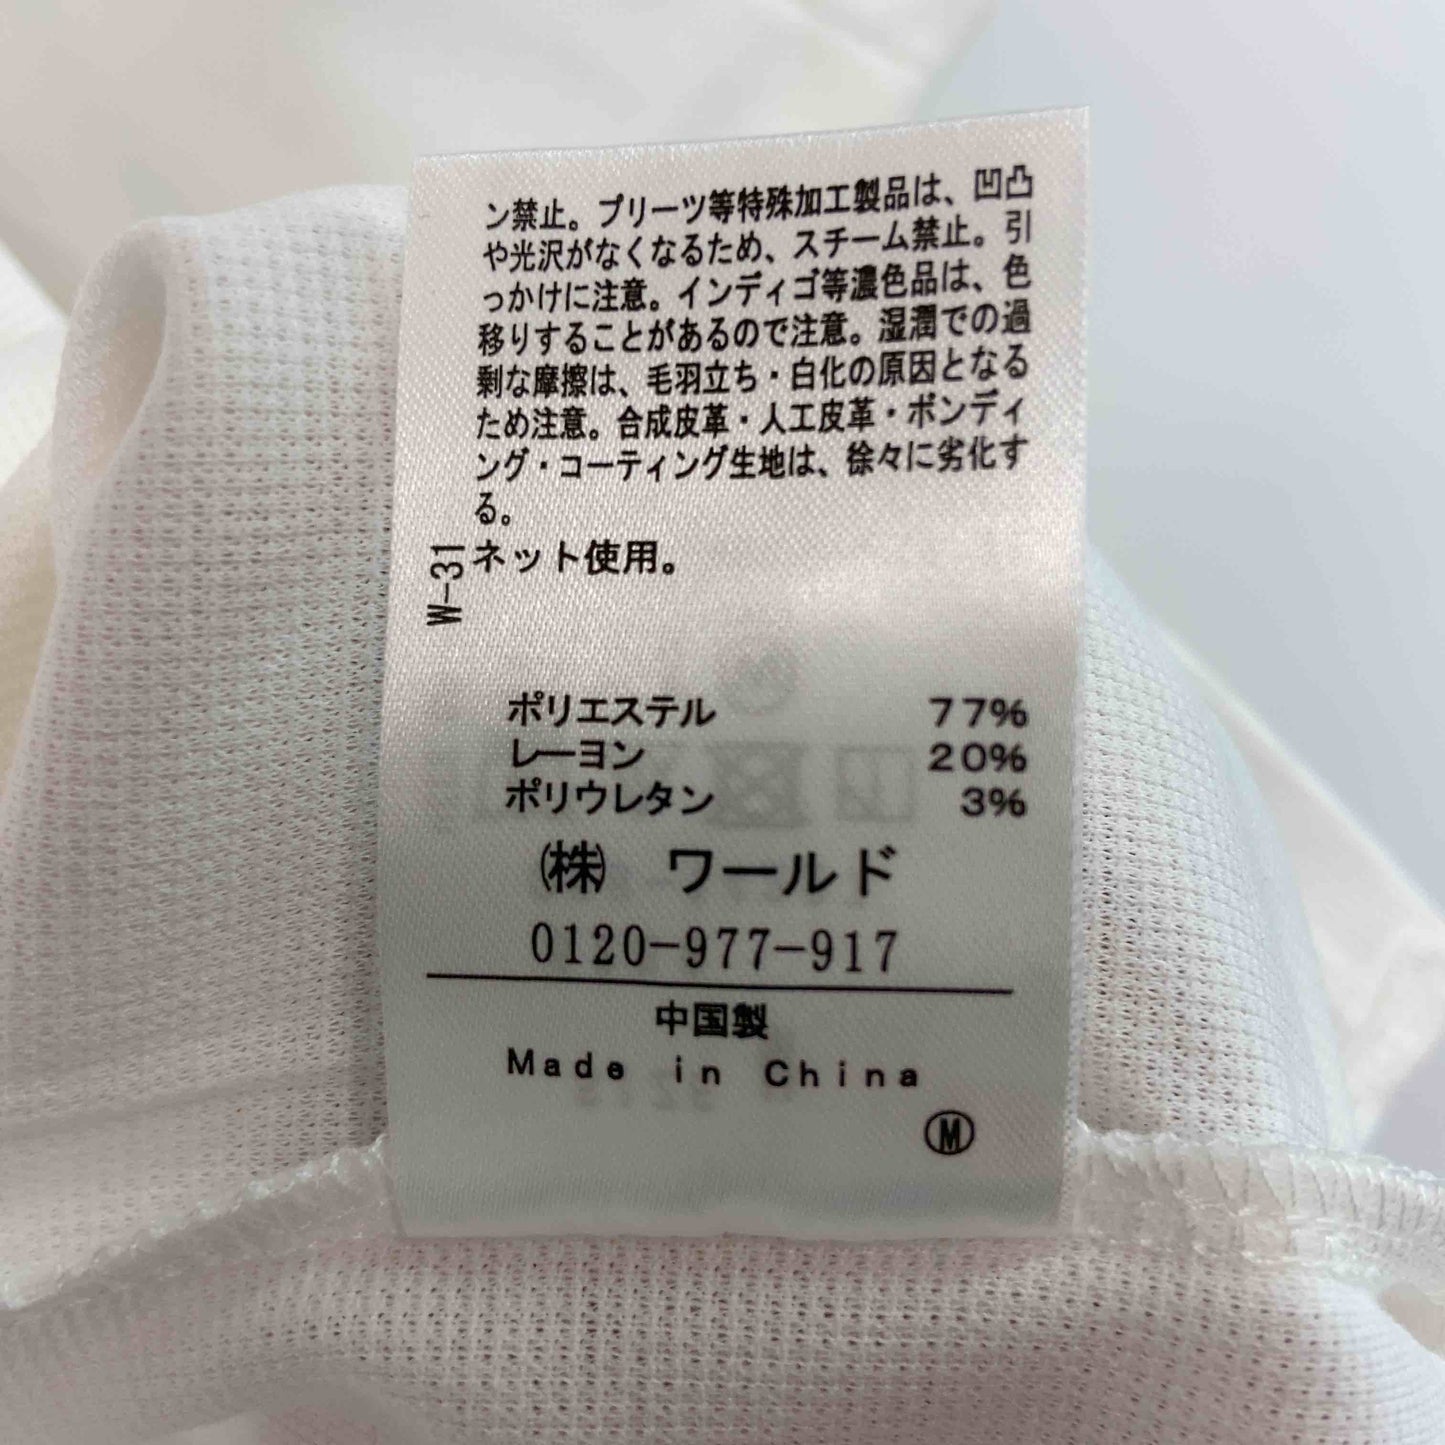 ン禁止。プリーツ等特殊加工製品は、凹凸
や光沢がなくなるため、スチーム禁止。引
っかけに注意。インディゴ等濃色品は、色
移りすることがあるので注意。湿潤での過
剰な摩擦は、毛羽立ち・白化の原因となる
ため注意。合成皮革・人工皮革・ボンディ
ング・コーティング生地は、徐々に劣化す
る。
ネット使用。
W-31
ポリエステル 77%
レーヨン 20%
ポリウレタン 3%
㈱ ワールド
0120-977-917
中国製
Made in China
Ⓜ